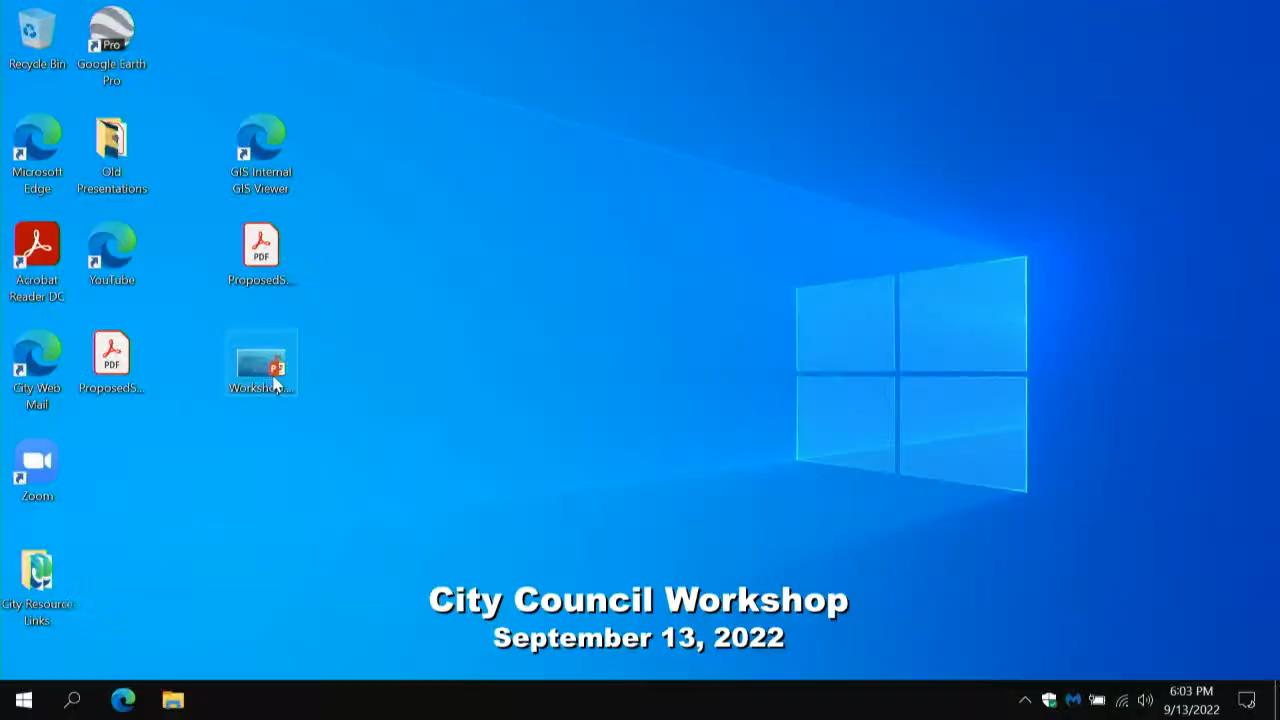 Recycle Bin
Pro
Google Earth
Pro
Microsoft
Edge
Old
Presentations
GIS Internal
GIS Viewer
Acrobat
Reader DC
YouTube
PDF
ProposedS...
City Web
Mail
PDF
ProposedS...
P
Workshop...
Zoom
City Resource
Links
City Council Workshop
September 13, 2022
6:03 PM
9/13/2022